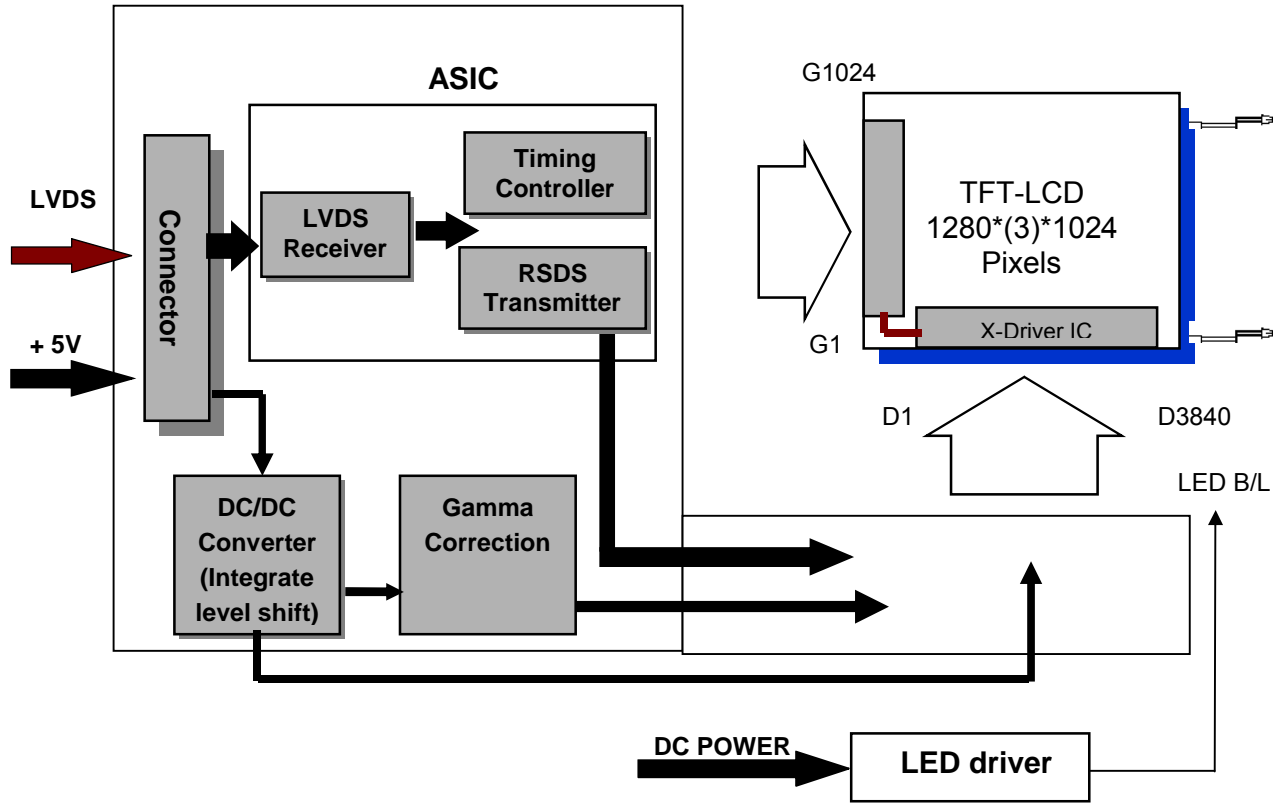 ASIC
LVDS
+ 5V
Connector
LVDS
Receiver
Timing
Controller
RSDS
Transmitter
DC/DC
Converter
(Integrate
level shift)
Gamma
Correction
G1024
TFT-LCD
1280*(3)*1024
Pixels
G1
X-Driver IC
D1
D3840
LED B/L
DC POWER
LED driver